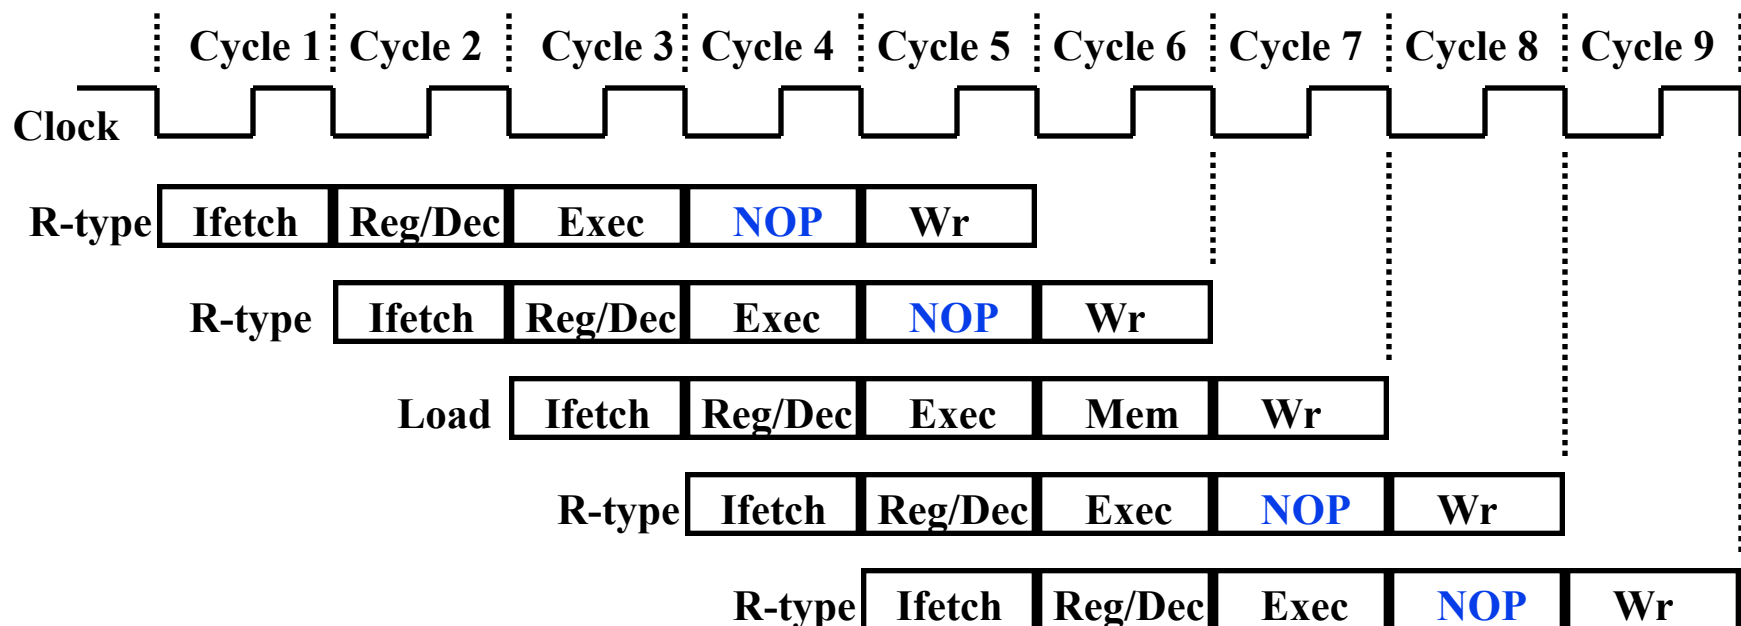 Cycle 1 Cycle 2 Cycle 3 Cycle 4 Cycle 5 Cycle 6 Cycle 7 Cycle 8 Cycle 9
Clock
R-type Ifetch Reg/Dec Exec NOP Wr
R-type Ifetch Reg/Dec Exec NOP Wr
Load Ifetch Reg/Dec Exec Mem Wr
R-type Ifetch Reg/Dec Exec NOP Wr
R-type Ifetch Reg/Dec Exec NOP Wr